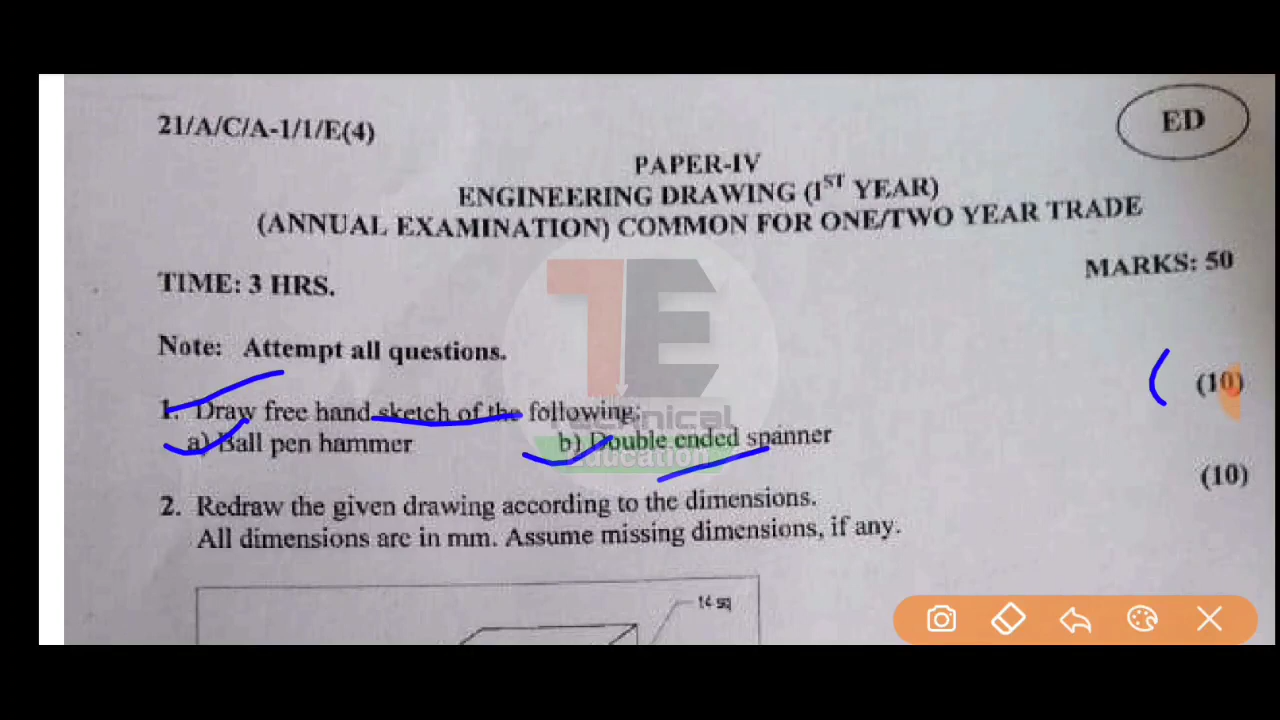 21/A/C/A-1/1/E(4)
ED
PAPER-IV
ENGINEERING DRAWING (1ST YEAR)
(ANNUAL EXAMINATION) COMMON FOR ONE/TWO YEAR TRADE
TIME: 3 HRS.
MARKS: 50
Note: Attempt all questions.
1. Draw free hand sketch of the following:
(10)
a) Ball pen hammer b) Double ended spanner
2. Redraw the given drawing according to the dimensions.
(10)
All dimensions are in mm. Assume missing dimensions, if any.
14 sq
TE
Technical
Education